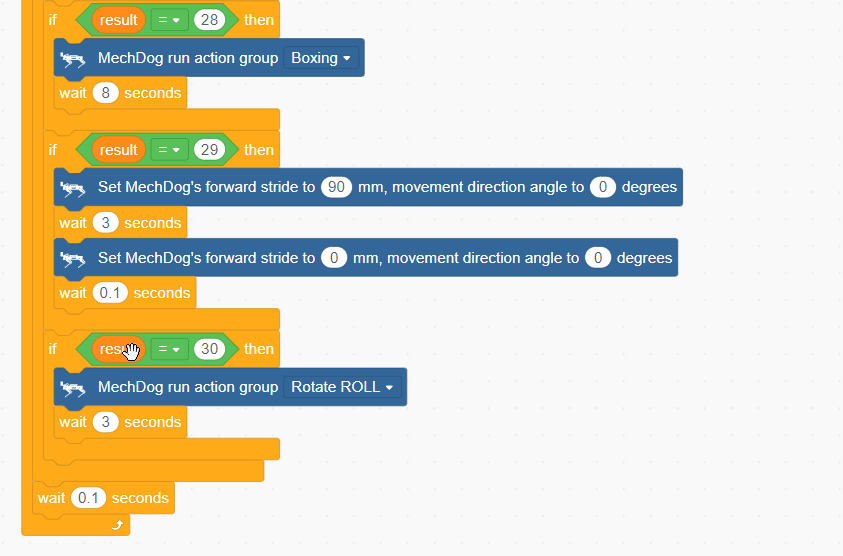 if result = 28 then
MechDog run action group Boxing
wait 8 seconds
if result = 29 then
Set MechDog's forward stride to 90 mm, movement direction angle to 0 degrees
wait 3 seconds
Set MechDog's forward stride to 0 mm, movement direction angle to 0 degrees
wait 0.1 seconds
if result = 30 then
MechDog run action group Rotate ROLL
wait 3 seconds
wait 0.1 seconds